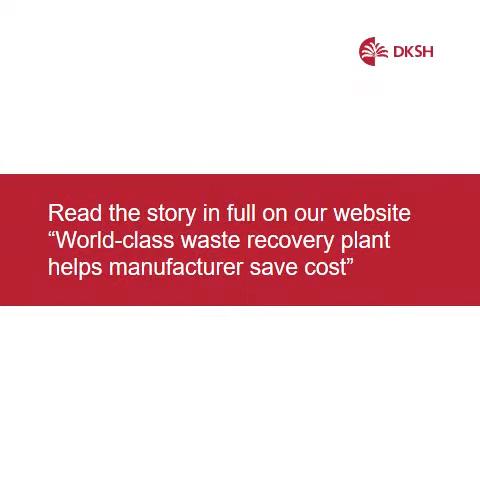 DKSH
Read the story in full on our website
“World-class waste recovery plant
helps manufacturer save cost”